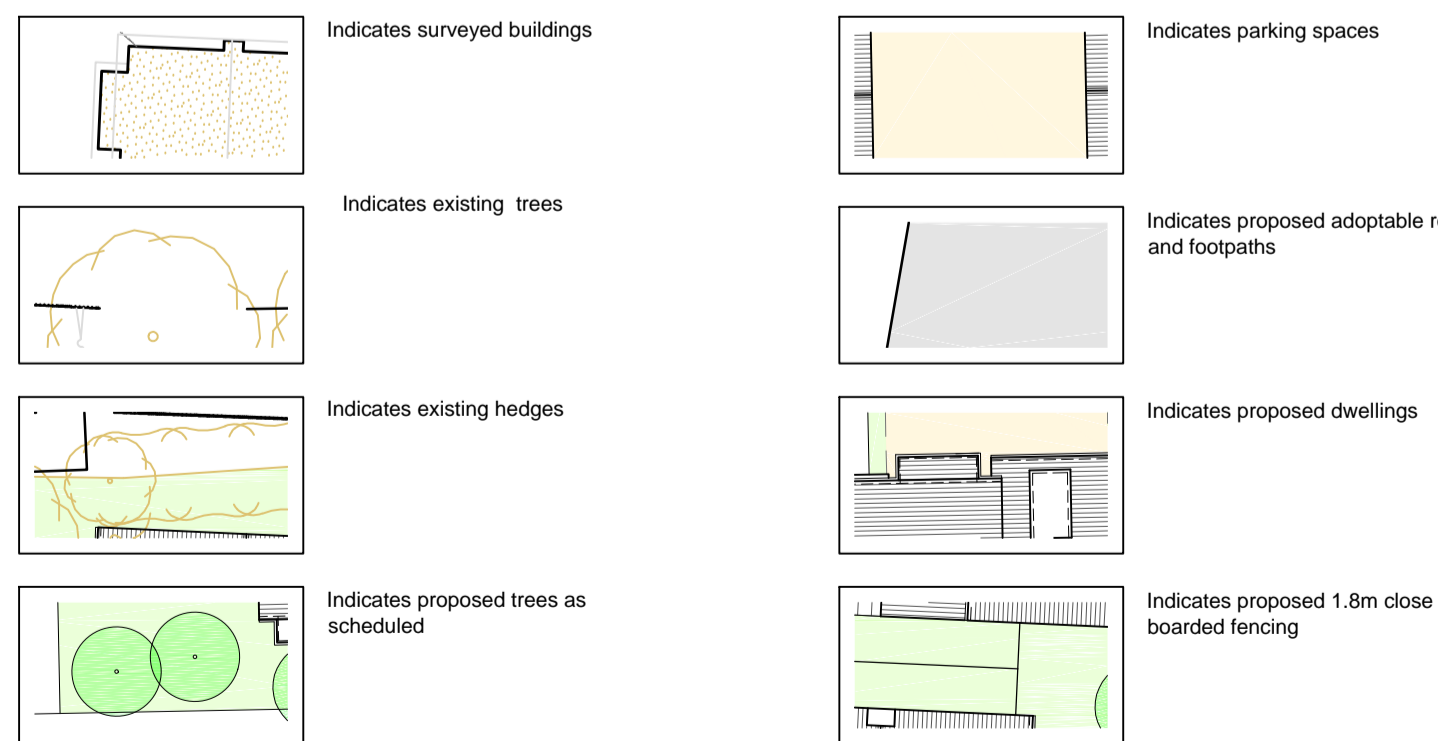 Indicates surveyed buildings
Indicates existing trees
Indicates existing hedges
Indicates proposed trees as
scheduled
Indicates parking spaces
Indicates proposed adoptable
and footpaths
Indicates proposed dwellings
Indicates proposed 1.8m close
boarded fencing